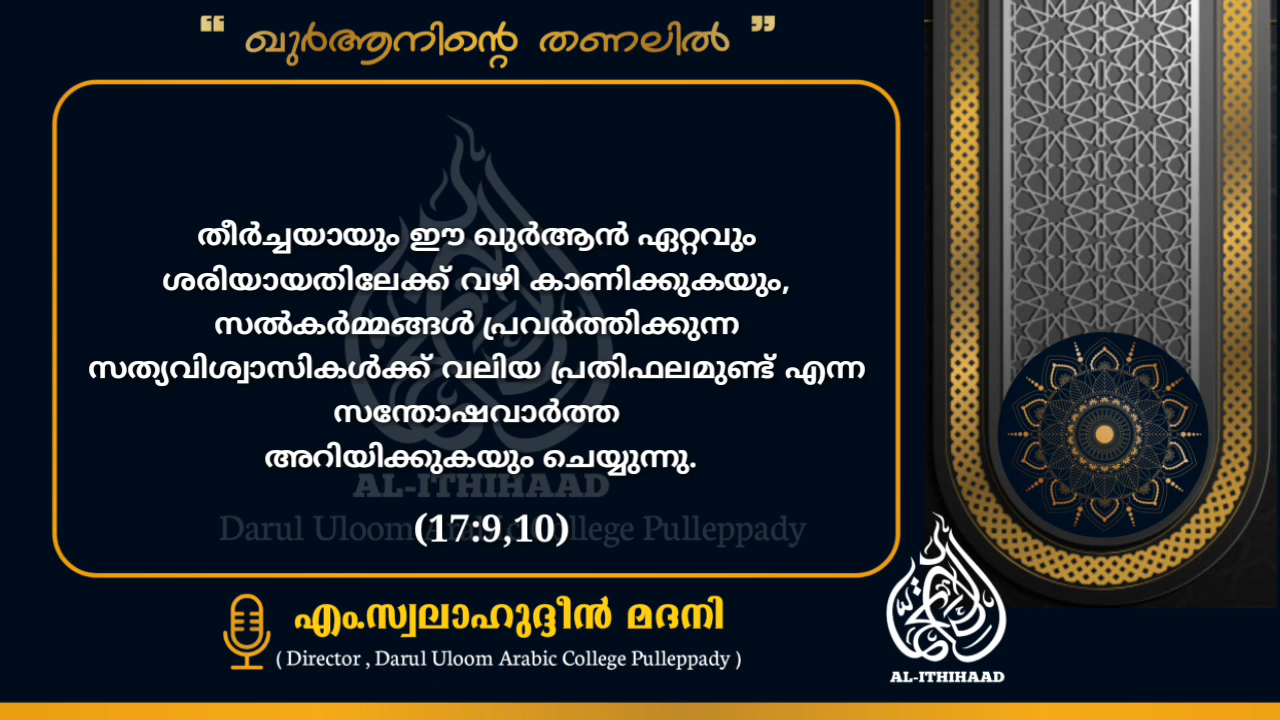 “ ഖുർആനിന്റെ തണലിൽ ”
തീർച്ചയായും ഈ ഖുർആൻ ഏറ്റവും
ശരിയായതിലേക്ക് വഴി കാണിക്കുകയും,
സൽകർമ്മങ്ങൾ പ്രവർത്തിക്കുന്ന
സത്യവിശ്വാസികൾക്ക് വലിയ പ്രതിഫലമുണ്ട് എന്ന
സന്തോഷവാർത്ത
അറിയിക്കുകയും ചെയ്യുന്നു.
AL-ITHIHAAD
(17:9,10)
Darul Uloom Arabic College Pulleppady
എം.സ്വലാഹുദ്ദീൻ മദനി
( Director , Darul Uloom Arabic College Pulleppady )
AL-ITHIHAAD